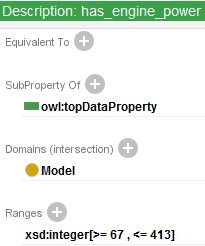 Description: has_engine_power
Equivalent To
SubProperty Of
owl:topDataProperty
Domains (intersection)
Model
Ranges
xsd:integer[>= 67 , <= 413]